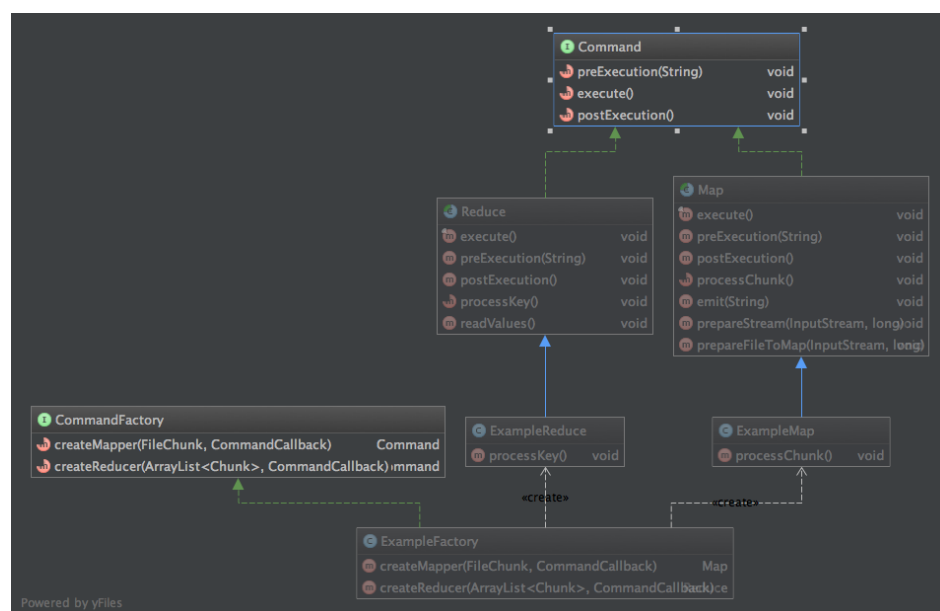 Command
preExecution(String) void
execute() void
postExecution() void
Reduce
execute() void
preExecution(String) void
postExecution() void
processKey() void
readValues() void
Map
execute() void
preExecution(String) void
postExecution() void
processChunk() void
emit(String) void
prepareStream(InputStream, long)
prepareFileToMap(InputStream, long)
CommandFactory
createMapper(FileChunk, CommandCallback) Command
createReducer(ArrayList<Chunk>, CommandCallback)
ExampleReduce
processKey() void
ExampleMap
processChunk() void
«create»
«create»
ExampleFactory
createMapper(FileChunk, CommandCallback) Map
createReducer(ArrayList<Chunk>, CommandCallback)
Powered by yFiles